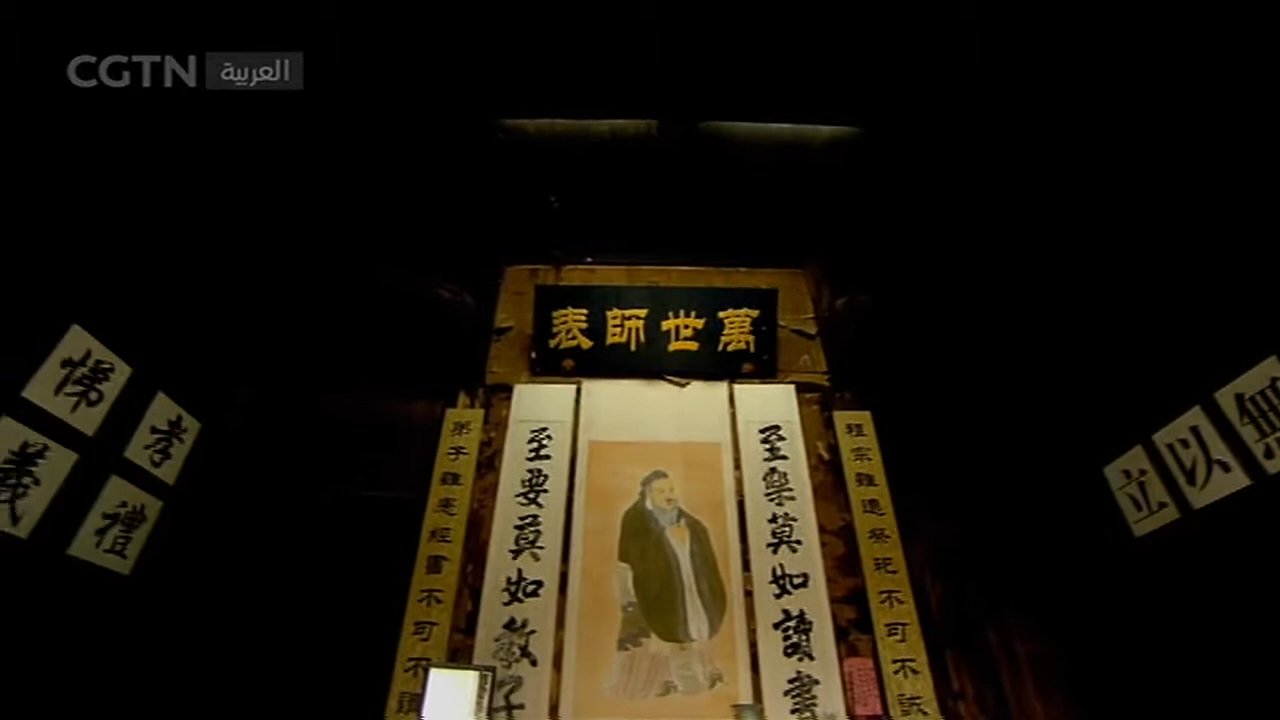 CGTN العربية
萬世師表
祖宗雖遠祭祀不可不誠
至樂莫如讀書
至要莫如教子
弟子雖愚經書不可不讀
孝
悌
禮
義
無以立